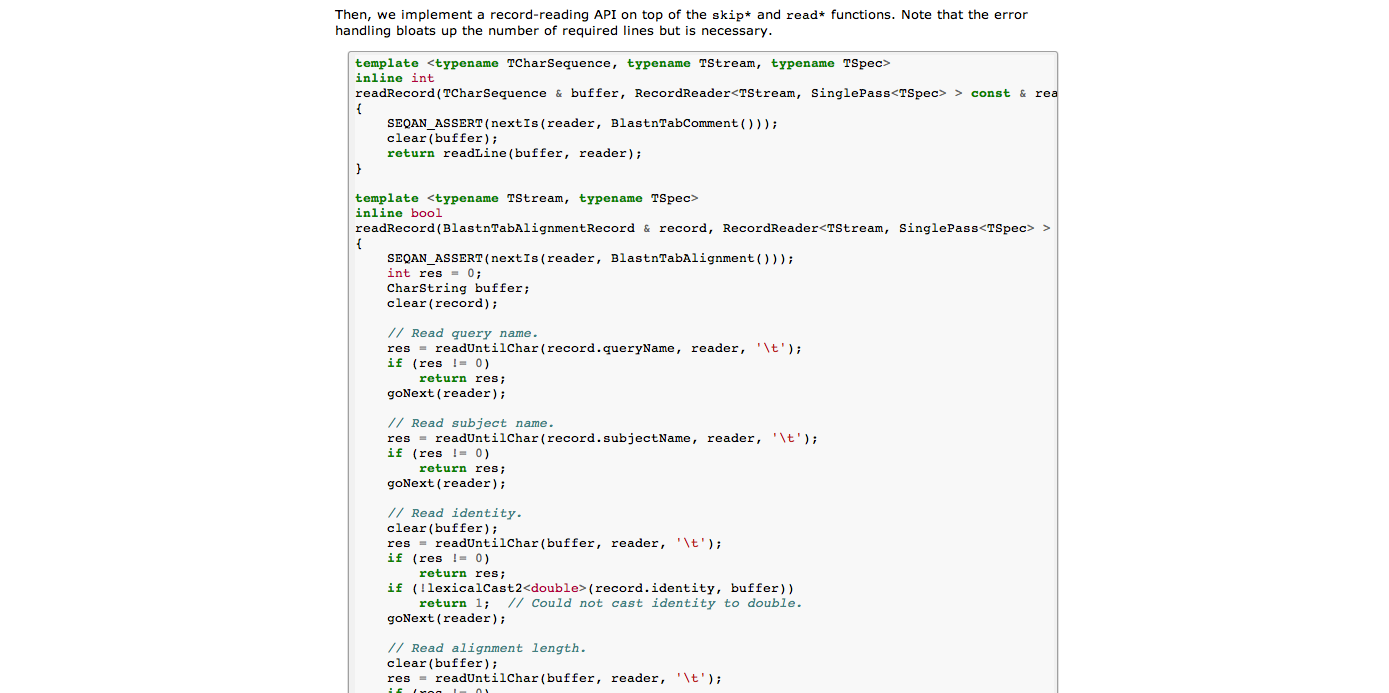 Then, we implement a record-reading API on top of the skip* and read* functions. Note that the error
handling bloats up the number of required lines but is necessary.
template <typename TCharSequence, typename TStream, typename TSpec>
inline int
readRecord(TCharSequence & buffer, RecordReader<TStream, SinglePass<TSpec> > const & rea
{
    SEQAN_ASSERT(nextIs(reader, BlastnTabComment()));
    clear(buffer);
    return readLine(buffer, reader);
}

template <typename TStream, typename TSpec>
inline bool
readRecord(BlastnTabAlignmentRecord & record, RecordReader<TStream, SinglePass<TSpec> >
{
    SEQAN_ASSERT(nextIs(reader, BlastnTabAlignment()));
    int res = 0;
    CharString buffer;
    clear(record);

    // Read query name.
    res = readUntilChar(record.queryName, reader, '\t');
    if (res != 0)
        return res;
    goNext(reader);

    // Read subject name.
    res = readUntilChar(record.subjectName, reader, '\t');
    if (res != 0)
        return res;
    goNext(reader);

    // Read identity.
    clear(buffer);
    res = readUntilChar(buffer, reader, '\t');
    if (res != 0)
        return res;
    if (!lexicalCast2<double>(record.identity, buffer))
        return 1;  // Could not cast identity to double.
    goNext(reader);

    // Read alignment length.
    clear(buffer);
    res = readUntilChar(buffer, reader, '\t');
    if (res != 0)